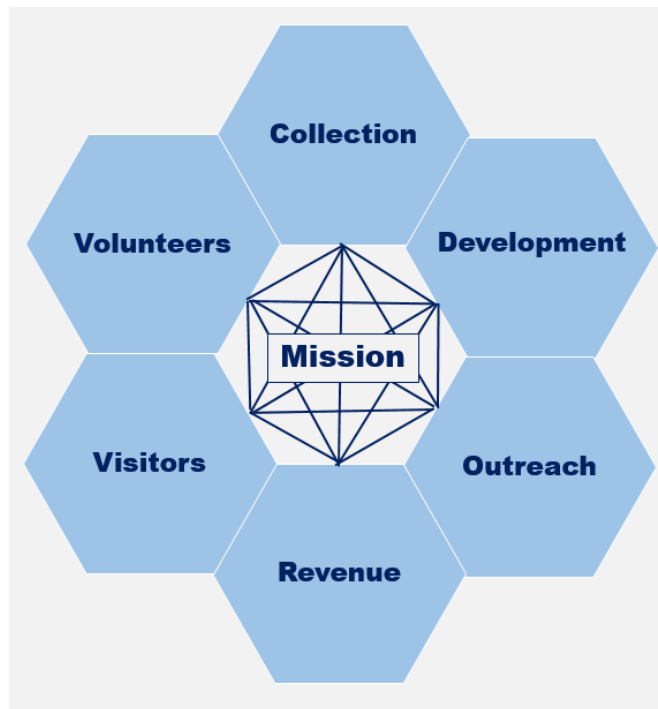 Collection
Volunteers
Development
Mission
Visitors
Outreach
Revenue